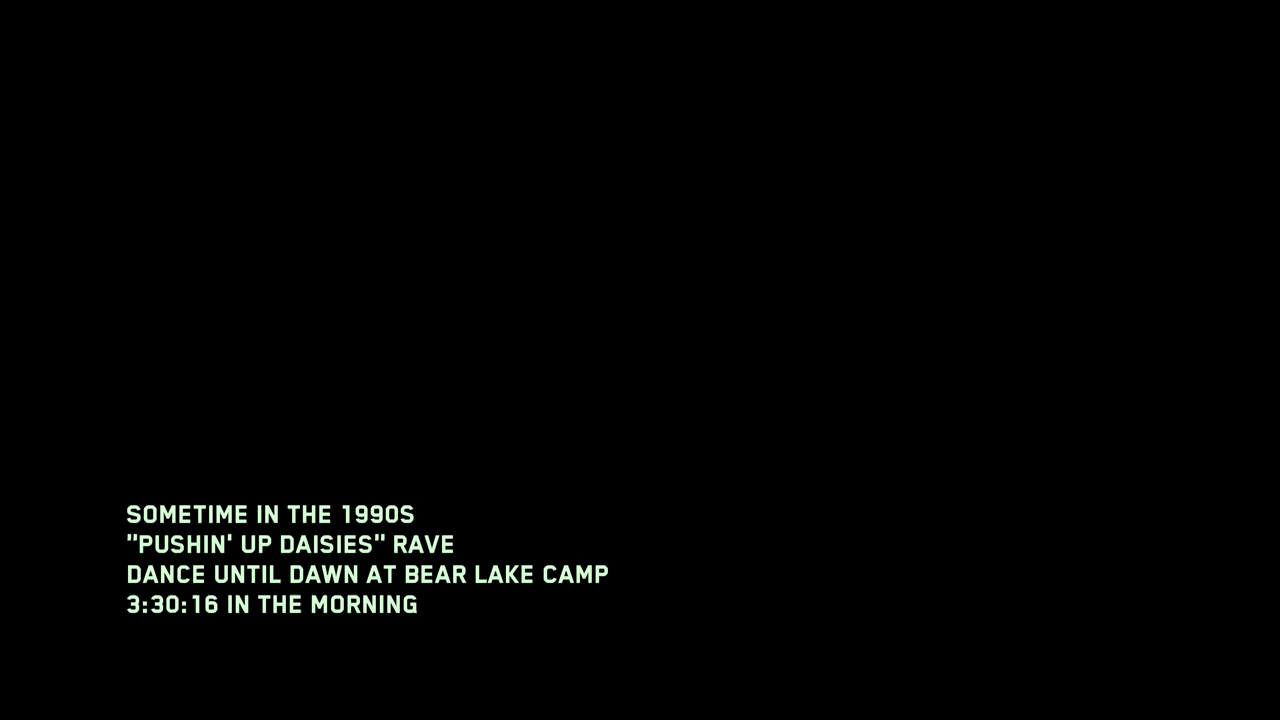 SOMETIME IN THE 1990S
"PUSHIN' UP DAISIES" RAVE
DANCE UNTIL DAWN AT BEAR LAKE CAMP
3:30:16 IN THE MORNING